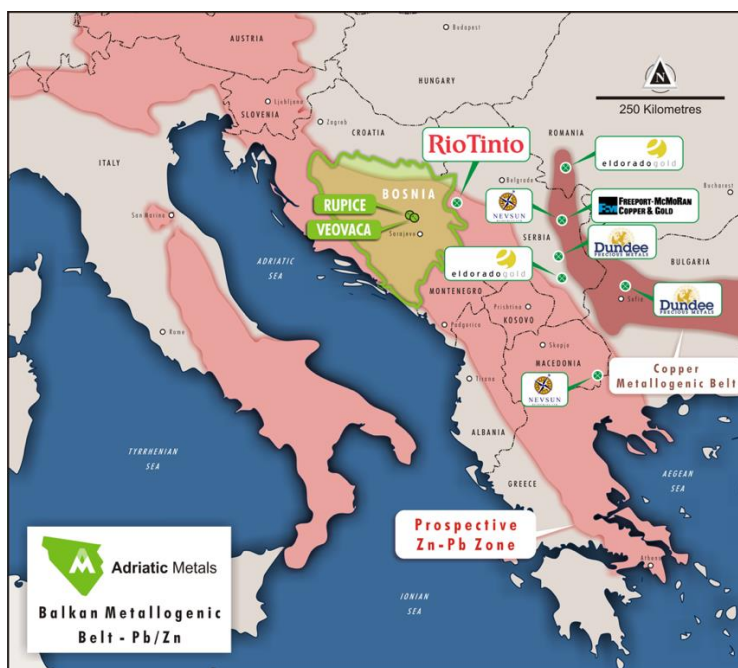 AUSTRIA
Budapest
HUNGARY
N
250 Kilometres
Ljubljana
SLOVENIA
Zagreb
CROATIA
ROMANIA
RioTinto
eldoradogold
ITALY
BOSNIA
Belgrade
Bucharest
RUPICE
NEVSUN
FREEPORT-McMoRAN
COPPER & GOLD
San Marino
VEOVACA
Sarajevo
SERBIA
Dundee
PRECIOUS METALS
ADRIATIC
SEA
eldoradogold
BULGARIA
MONTENEGRO
Prishtina
KOSOVO
Sofia
Dundee
PRECIOUS METALS
Rome
Podgorica
Skopje
MACEDONIA
NEVSUN
Copper
Metallogenic Belt
Tirana
ALBANIA
TYRRHENIAN
SEA
GREECE
AEGEAN
SEA
Prospective
Zn-Pb Zone
Athens
Adriatic Metals
Balkan Metallogenic
Belt - Pb/Zn
IONIAN
SEA